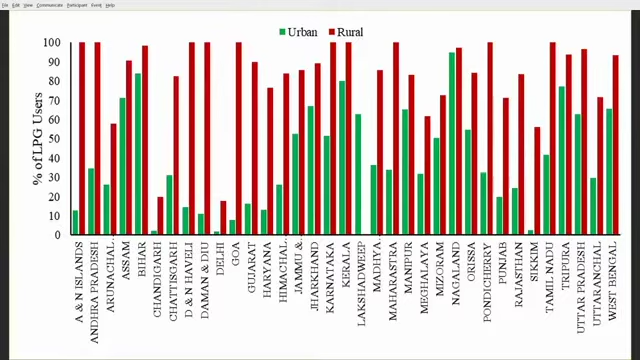 File Edit View Communicate Participant Event Help
Urban Rural
% of LPG Users
100
90
80
70
60
50
40
30
20
10
0
A & N ISLANDS
ANDHRA PRADESH
ARUNACHAL.
ASSAM
BIHAR
CHANDIGARH
CHATTISGARH
D & N HAVELI
DAMAN & DIU
DELHI
GOA
GUJARAT
HARYANA
HIMACHAL.
JAMMU &.
JHARKHAND
KARNATAKA
KERALA
LAKSHADWEEP
MADHYA.
MAHARASTRA
MANIPUR
MEGHALAYA
MIZORAM
NAGALAND
ORISSA
PONDICHERRY
PUNJAB
RAJASTHAN
SIKKIM
TAMIL NADU
TRIPURA
UTTAR PRADESH
UTTARANCHAL
WEST BENGAL